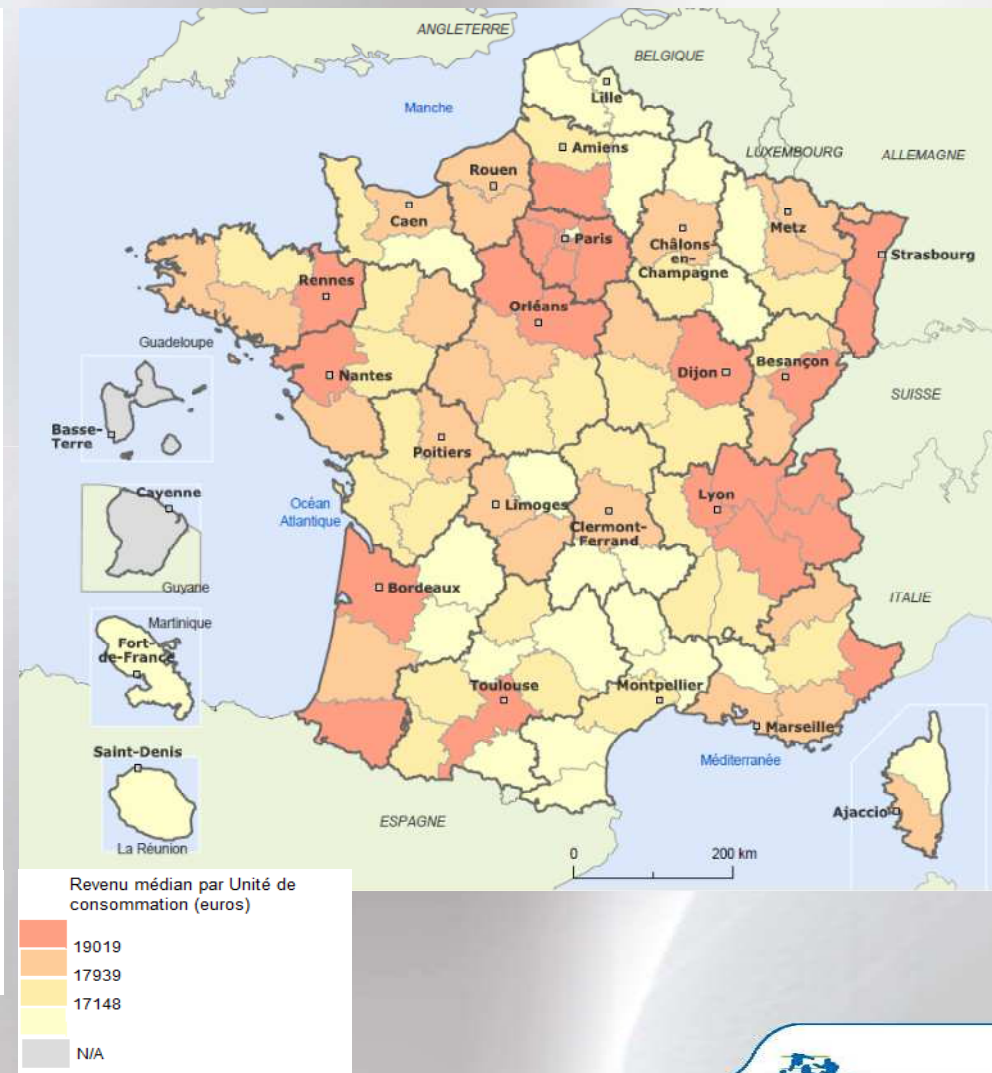 ANGLETERRE
BELGIQUE
Lille
Manche
Amiens
LUXEMBOURG
ALLEMAGNE
Rouen
Caen
Metz
Paris
Châlons-
en-
Champagne
Strasbourg
Rennes
Orléans
Guadeloupe
Besançon
Nantes
Dijon
SUISSE
Basse-
Terre
Poitiers
Cayenne
Océan
Atlantique
Limoges
Lyon
Clermont-
Ferrand
Guyane
Bordeaux
ITALIE
Martinique
Fort-
de-France
Toulouse
Montpellier
Marseille
Saint-Denis
Méditerranée
ESPAGNE
Ajaccio
La Réunion
0 200 km
Revenu médian par Unité de
consommation (euros)
19019
17939
17148
N/A